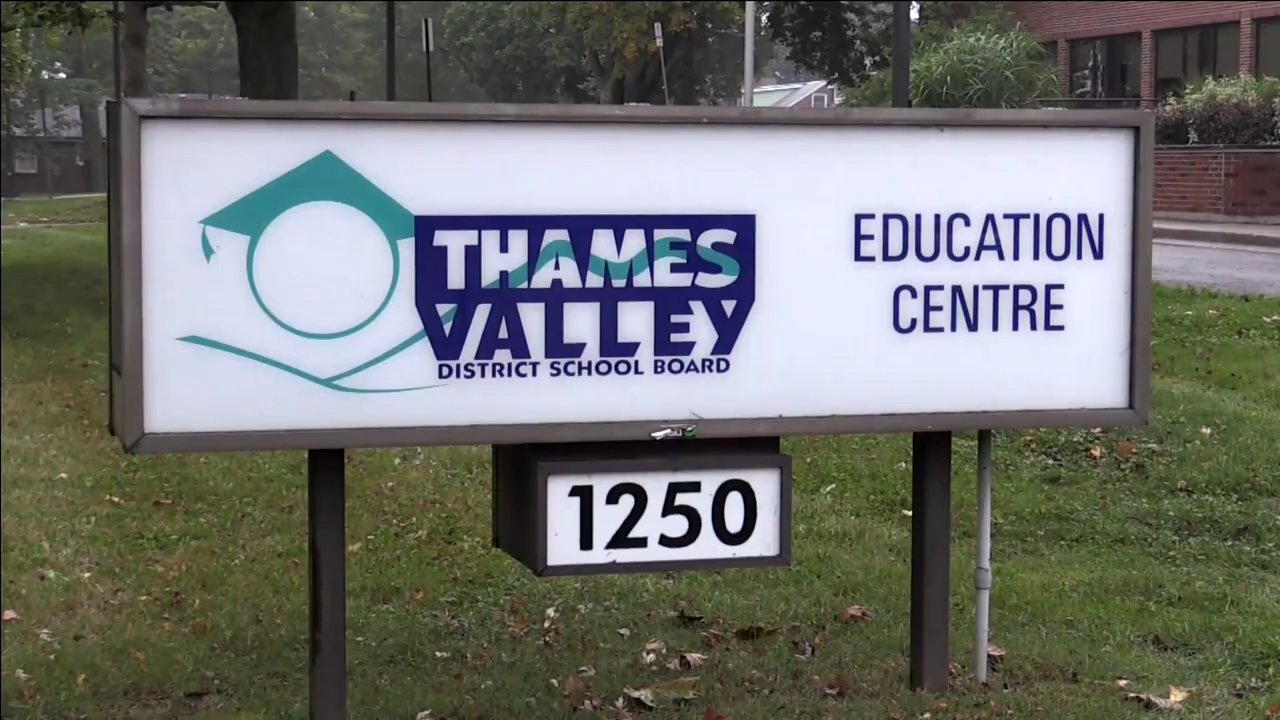 THAMES
VALLEY
DISTRICT SCHOOL BOARD
EDUCATION
CENTRE
1250